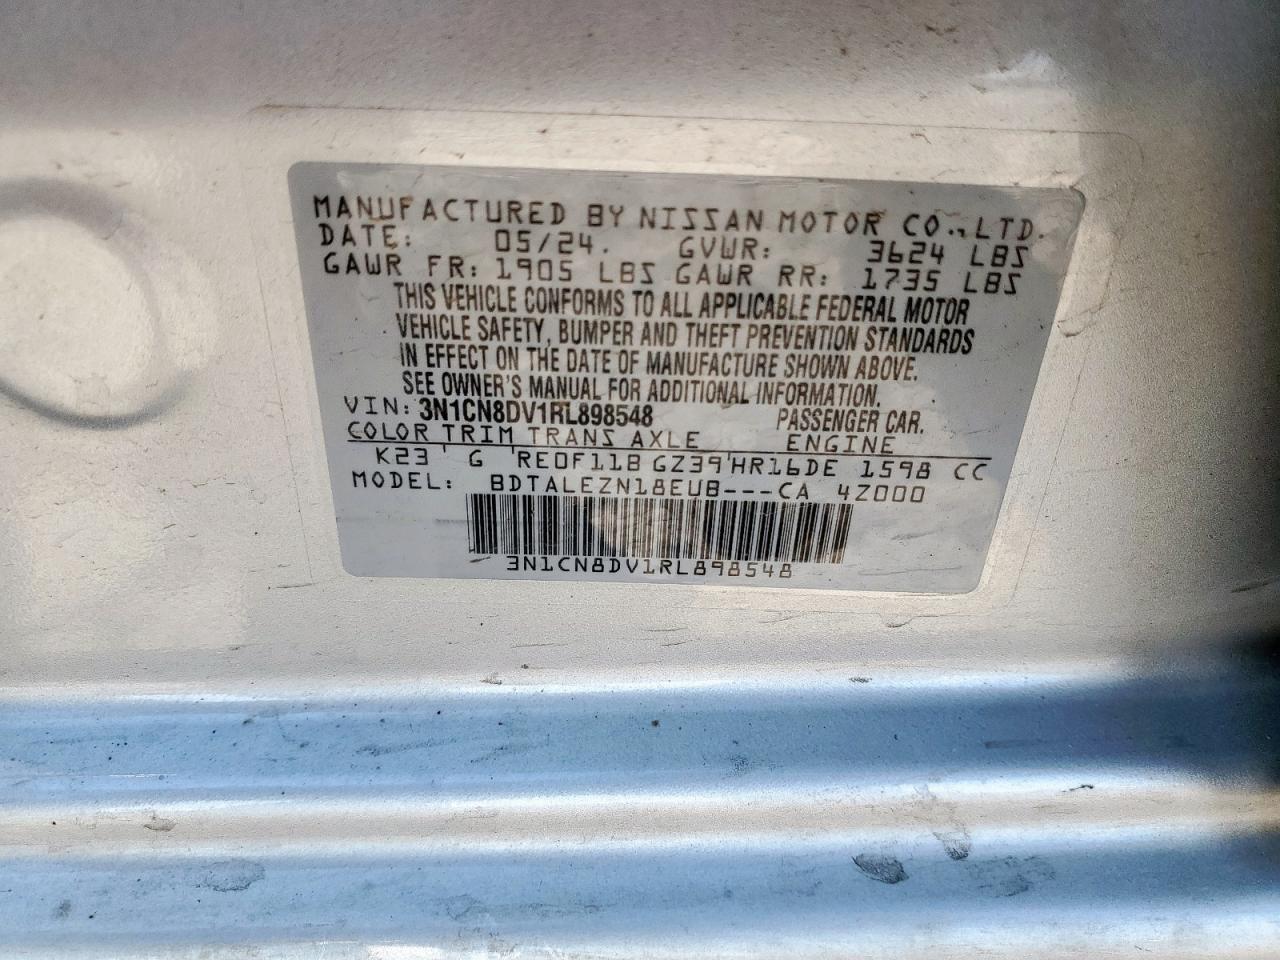 MANUFACTURED BY NISSAN MOTOR CO.,LTD.
DATE: 05/24. GVWR: 3624 LBS
GAWR FR: 1905 LBS GAWR RR: 1735 LBS
THIS VEHICLE CONFORMS TO ALL APPLICABLE FEDERAL MOTOR
VEHICLE SAFETY, BUMPER AND THEFT PREVENTION STANDARDS
IN EFFECT ON THE DATE OF MANUFACTURE SHOWN ABOVE.
SEE OWNER'S MANUAL FOR ADDITIONAL INFORMATION.
VIN: 3N1CN8DV1RL898548 PASSENGER CAR.
COLOR TRIM TRANS AXLE ENGINE
K23 G RE0F11B GZ39 HR16DE 1598 CC
MODEL: BDTALEZN18EUB---CA 4Z000
3N1CN8DV1RL898548